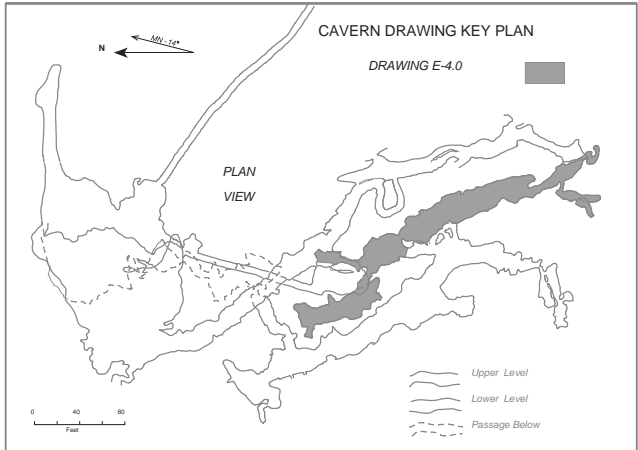 CAVERN DRAWING KEY PLAN
MN - 14°
N
DRAWING E-4.0
PLAN
VIEW
Upper Level
Lower Level
Passage Below
0 40 80
Feet